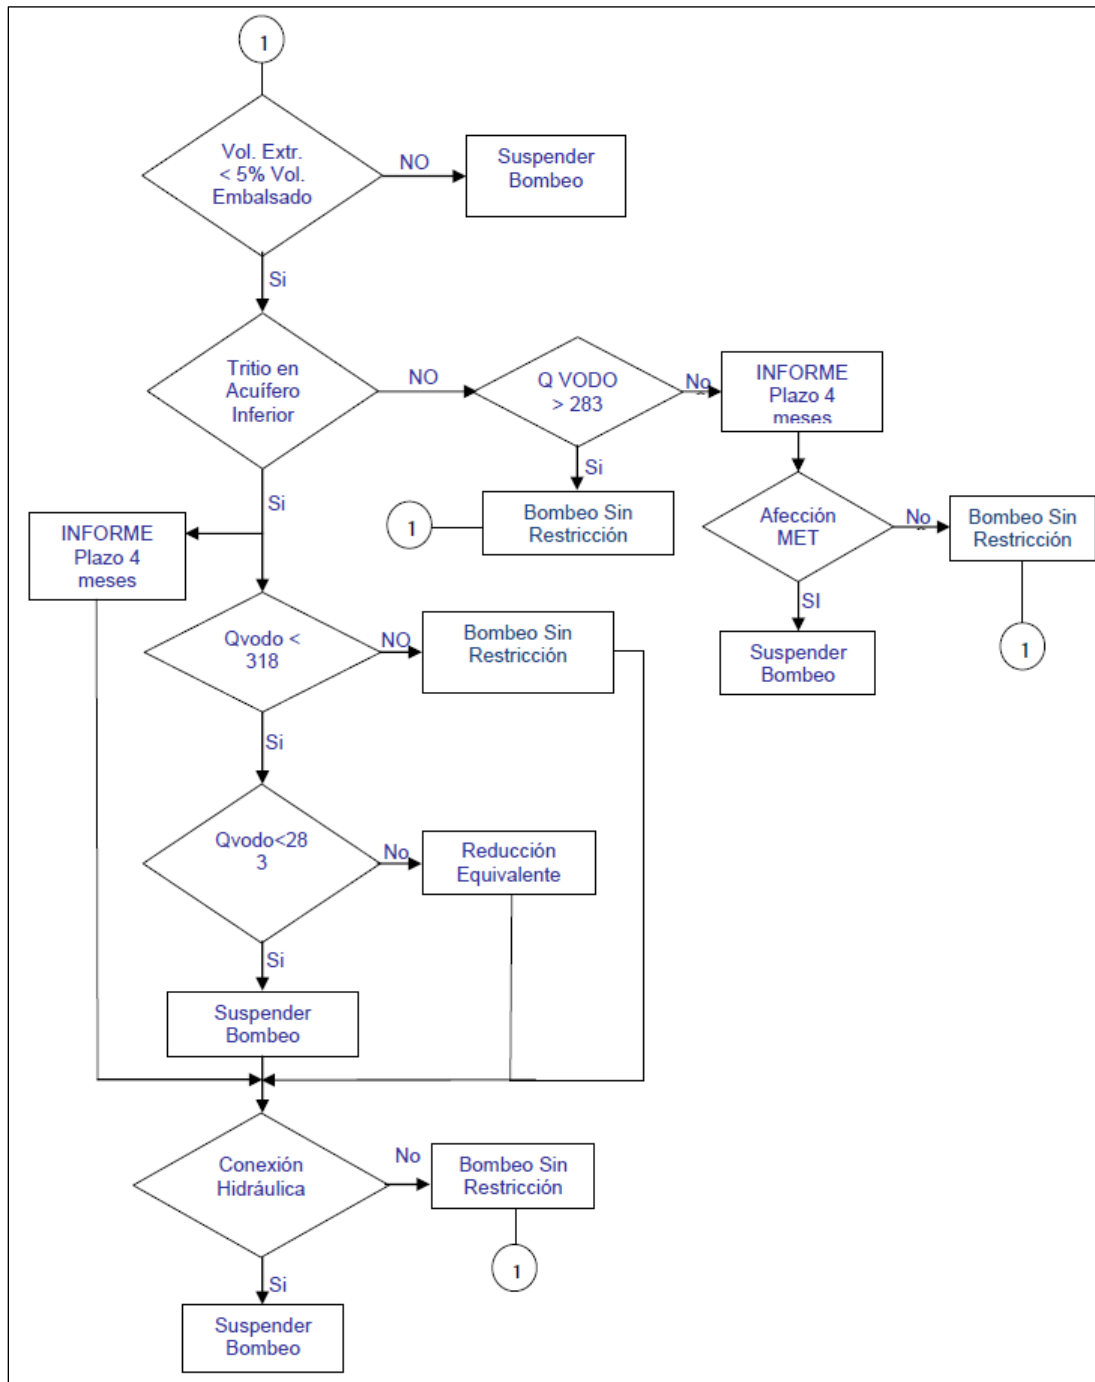 1
Vol. Extr.
< 5% Vol.
Embalsado
NO
Suspender
Bombeo
Si
Tritio en
Acuífero
Inferior
NO
Q VODO
> 283
No
INFORME
Plazo 4
meses
Si
Si
Bombeo Sin
Restricción
1
Afección
MET
No
Bombeo Sin
Restricción
INFORME
Plazo 4
meses
SI
Suspender
Bombeo
1
Qvodo <
318
NO
Bombeo Sin
Restricción
Si
Qvodo<28
3
No
Reducción
Equivalente
Si
Suspender
Bombeo
Conexión
Hidráulica
No
Bombeo Sin
Restricción
1
Si
Suspender
Bombeo